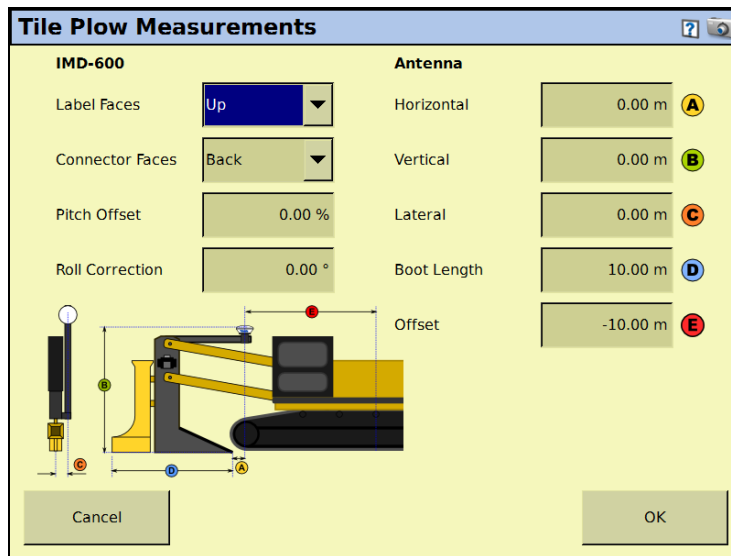 Tile Plow Measurements
IMD-600
Antenna
Label Faces
Up
Horizontal
0.00 m
A
Connector Faces
Back
Vertical
0.00 m
B
Pitch Offset
0.00 %
Lateral
0.00 m
C
Roll Correction
0.00 °
Boot Length
10.00 m
D
Offset
-10.00 m
E
E
B
C
D
A
Cancel
OK